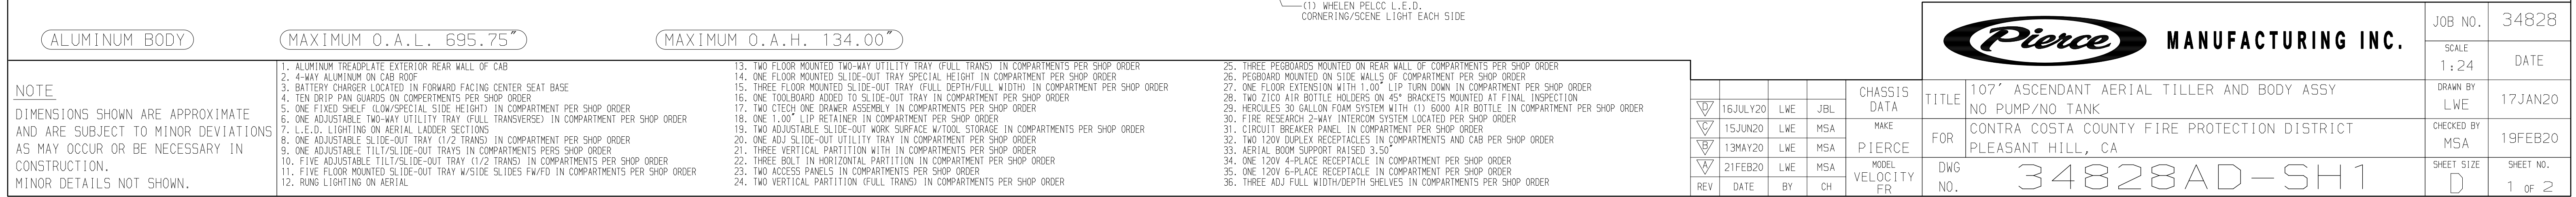 (1) WHELEN PELCC L.E.D.
CORNERING/SCENE LIGHT EACH SIDE
ALUMINUM BODY
MAXIMUM O.A.L. 695.75"
MAXIMUM O.A.H. 134.00"
NOTE
DIMENSIONS SHOWN ARE APPROXIMATE
AND ARE SUBJECT TO MINOR DEVIATIONS
AS MAY OCCUR OR BE NECESSARY IN
CONSTRUCTION.
MINOR DETAILS NOT SHOWN.
1. ALUMINUM TREADPLATE EXTERIOR REAR WALL OF CAB
2. 4-WAY ALUMINUM ON CAB ROOF
3. BATTERY CHARGER LOCATED IN FORWARD FACING CENTER SEAT BASE
4. TEN DRIP PAN GUARDS ON COMPERTMENTS PER SHOP ORDER
5. ONE FIXED SHELF (LOW/SPECIAL SIDE HEIGHT) IN COMPARTMENT PER SHOP ORDER
6. ONE ADJUSTABLE TWO-WAY UTILITY TRAY (FULL TRANSVERSE) IN COMPARTMENT PER SHOP ORDER
7. L.E.D. LIGHTING ON AERIAL LADDER SECTIONS
8. ONE ADJUSTABLE SLIDE-OUT TRAY (1/2 TRANS) IN COMPARTMENT PER SHOP ORDER
9. ONE ADJUSTABLE TILT/SLIDE-OUT TRAYS IN COMPARTMENTS PERS SHOP ORDER
10. FIVE ADJUSTABLE TILT/SLIDE-OUT TRAY (1/2 TRANS) IN COMPARTMENTS PER SHOP ORDER
11. FIVE FLOOR MOUNTED SLIDE-OUT TRAY W/SIDE SLIDES FW/FD IN COMPARTMENTS PER SHOP ORDER
12. RUNG LIGHTING ON AERIAL
13. TWO FLOOR MOUNTED TWO-WAY UTILITY TRAY (FULL TRANS) IN COMPARTMENTS PER SHOP ORDER
14. ONE FLOOR MOUNTED SLIDE-OUT TRAY SPECIAL HEIGHT IN COMPARTMENT PER SHOP ORDER
15. THREE FLOOR MOUNTED SLIDE-OUT TRAY (FULL DEPTH/FULL WIDTH) IN COMPARTMENT PER SHOP ORDER
16. ONE TOOLBOARD ADDED TO SLIDE-OUT TRAY IN COMPARTMENT PER SHOP ORDER
17. TWO CTECH ONE DRAWER ASSEMBLY IN COMPARTMENTS PER SHOP ORDER
18. ONE 1.00" LIP RETAINER IN COMPARTMENT PER SHOP ORDER
19. TWO ADJUSTABLE SLIDE-OUT WORK SURFACE W/TOOL STORAGE IN COMPARTMENTS PER SHOP ORDER
20. ONE ADJ SLIDE-OUT UTILITY TRAY IN COMPARTMENT PER SHOP ORDER
21. THREE VERTICAL PARTITION WITH IN COMPARTMENTS PER SHOP ORDER
22. THREE BOLT IN HORIZONTAL PARTITION IN COMPARTMENT PER SHOP ORDER
23. TWO ACCESS PANELS IN COMPARTMENTS PER SHOP ORDER
24. TWO VERTICAL PARTITION (FULL TRANS) IN COMPARTMENTS PER SHOP ORDER
25. THREE PEGBOARDS MOUNTED ON REAR WALL OF COMPARTMENTS PER SHOP ORDER
26. PEGBOARD MOUNTED ON SIDE WALLS OF COMPARTMENT PER SHOP ORDER
27. ONE FLOOR EXTENSION WITH 1.00" LIP TURN DOWN IN COMPARTMENT PER SHOP ORDER
28. TWO ZICO AIR BOTTLE HOLDERS ON 45° BRACKETS MOUNTED AT FINAL INSPECTION
29. HERCULES 30 GALLON FOAM SYSTEM WITH (1) 6000 AIR BOTTLE IN COMPARTMENT PER SHOP ORDER
30. FIRE RESEARCH 2-WAY INTERCOM SYSTEM LOCATED PER SHOP ORDER
31. CIRCUIT BREAKER PANEL IN COMPARTMENT PER SHOP ORDER
32. TWO 120V DUPLEX RECEPTACLES IN COMPARTMENTS AND CAB PER SHOP ORDER
33. AERIAL BOOM SUPPORT RAISED 3.50"
34. ONE 120V 4-PLACE RECEPTACLE IN COMPARTMENT PER SHOP ORDER
35. ONE 120V 6-PLACE RECEPTACLE IN COMPARTMENT PER SHOP ORDER
36. THREE ADJ FULL WIDTH/DEPTH SHELVES IN COMPARTMENTS PER SHOP ORDER
D 16JULY20 LWE JBL
C 15JUN20 LWE MSA
B 13MAY20 LWE MSA
A 21FEB20 LWE MSA
REV DATE BY CH
CHASSIS
DATA
MAKE
PIERCE
MODEL
VELOCITY
FR
Pierce MANUFACTURING INC.
TITLE 107' ASCENDANT AERIAL TILLER AND BODY ASSY
NO PUMP/NO TANK
FOR CONTRA COSTA COUNTY FIRE PROTECTION DISTRICT
PLEASANT HILL, CA
DWG
NO. 34828AD-SH1
JOB NO. 34828
SCALE
1:24
DATE
DRAWN BY
LWE
17JAN20
CHECKED BY
MSA
19FEB20
SHEET SIZE
D
SHEET NO.
1 OF 2